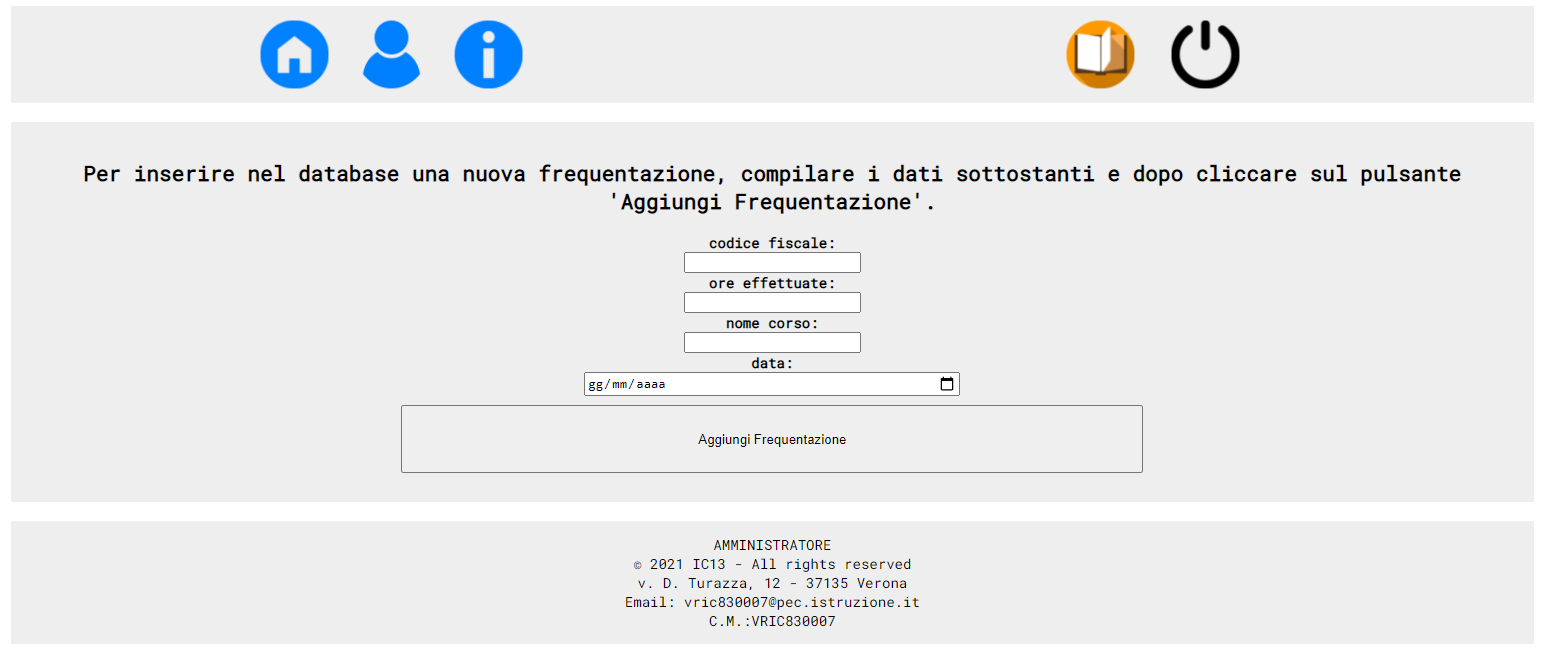 Per inserire nel database una nuova frequentazione, compilare i dati sottostanti e dopo cliccare sul pulsante
'Aggiungi Frequentazione'.
codice fiscale:
ore effettuate:
nome corso:
data:
gg/mm/aaaa
Aggiungi Frequentazione
AMMINISTRATORE
© 2021 IC13 - All rights reserved
v. D. Turazza, 12 - 37135 Verona
Email: vric830007@pec.istruzione.it
C.M.:VRIC830007